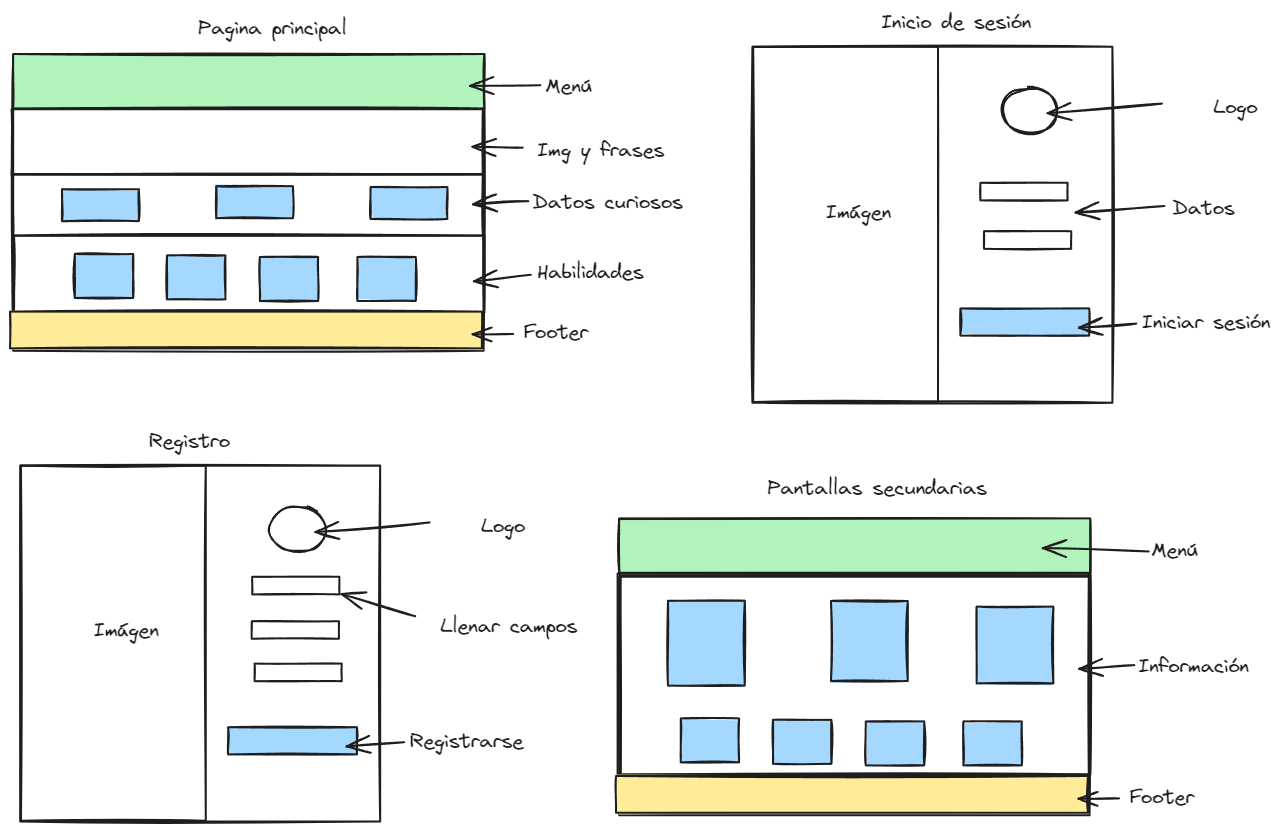 Pagina principal
Menú
Img y frases
Datos curiosos
Habilidades
Footer
Inicio de sesión
Logo
Imágen
Datos
Iniciar sesión
Registro
Logo
Imágen
Llenar campos
Registrarse
Pantallas secundarias
Menú
Información
Footer